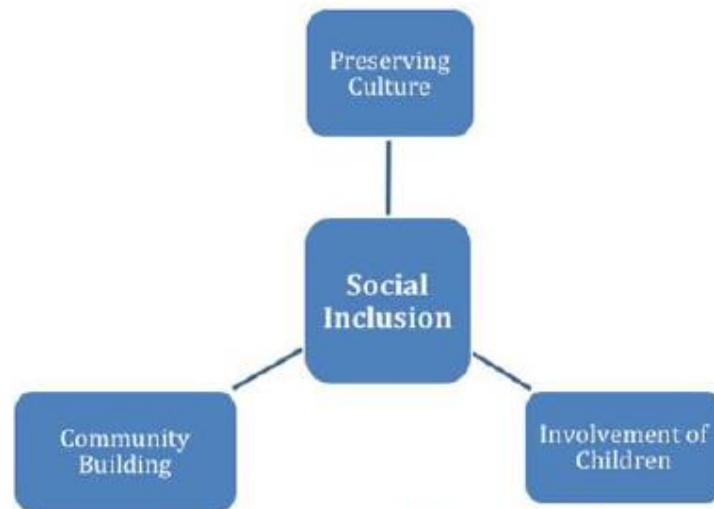 Preserving
Culture
Social
Inclusion
Community
Building
Involvement of
Children